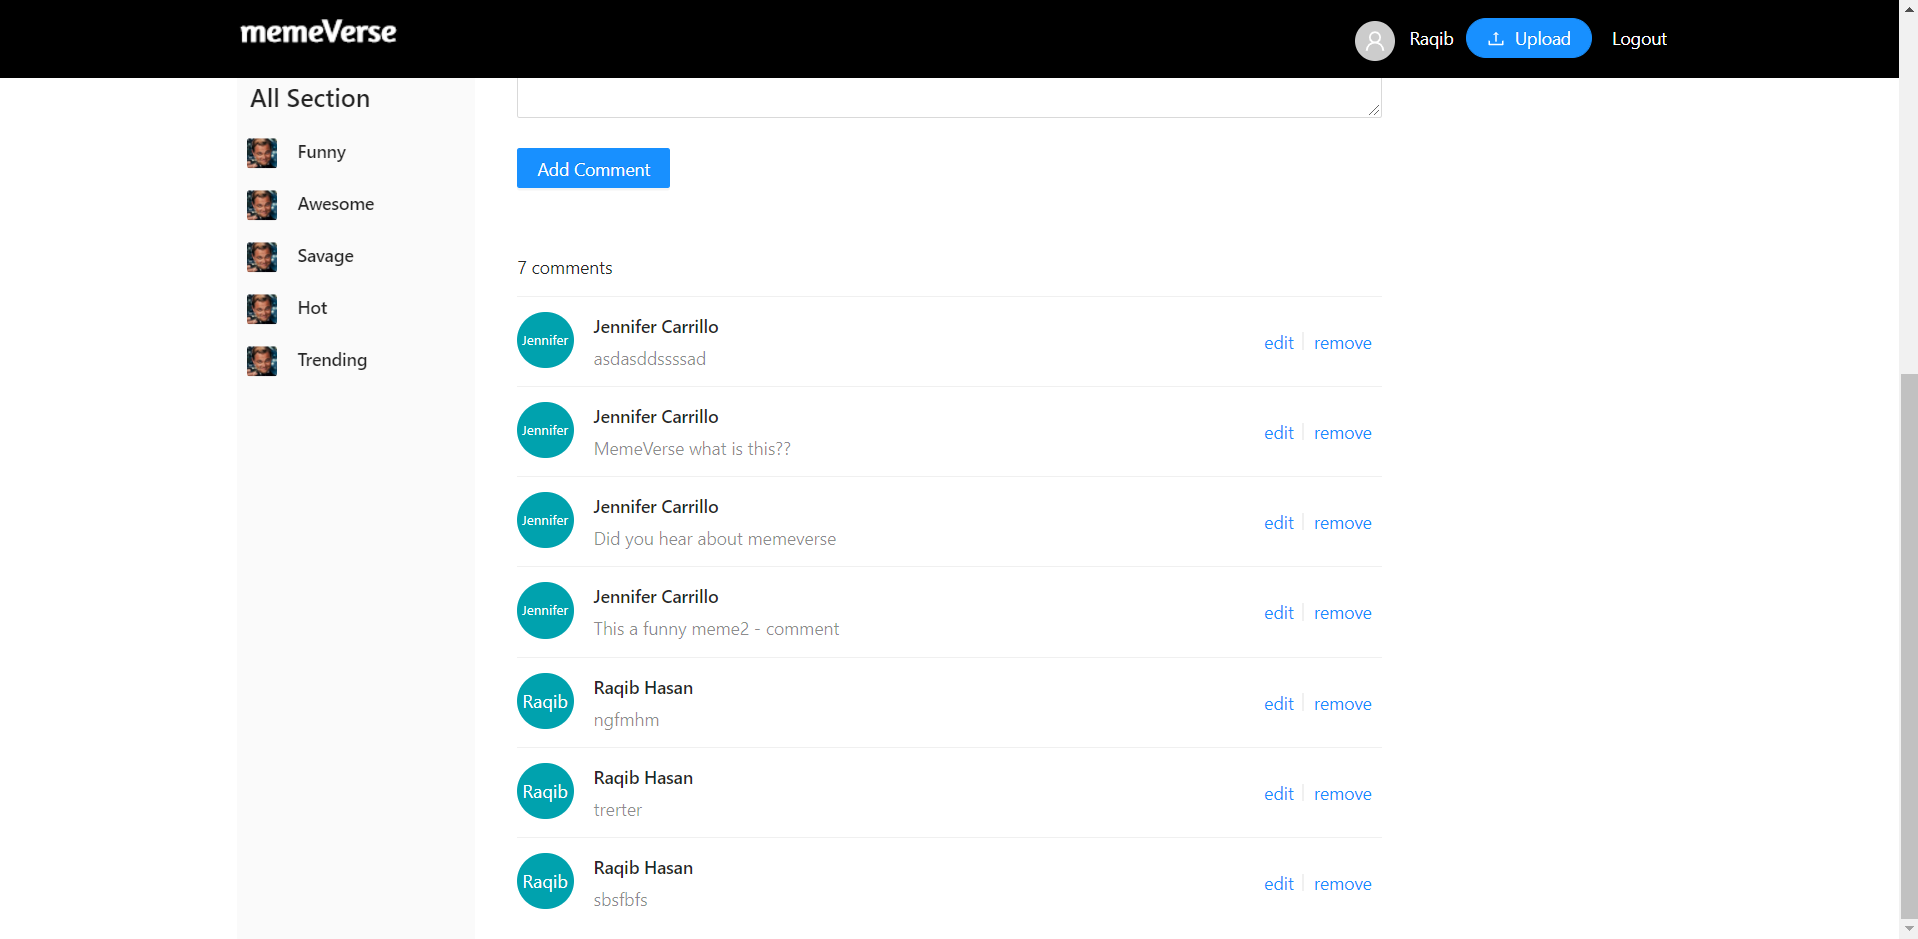 memeVerse
Raqib
Upload
Logout
All Section
Funny
Awesome
Savage
Hot
Trending
Add Comment
7 comments
Jennifer
Jennifer Carrillo
asdasddssssad
edit
remove
Jennifer
Jennifer Carrillo
MemeVerse what is this??
edit
remove
Jennifer
Jennifer Carrillo
Did you hear about memeverse
edit
remove
Jennifer
Jennifer Carrillo
This a funny meme2 - comment
edit
remove
Raqib
Raqib Hasan
ngfmhm
edit
remove
Raqib
Raqib Hasan
trerter
edit
remove
Raqib
Raqib Hasan
sbsfbfs
edit
remove